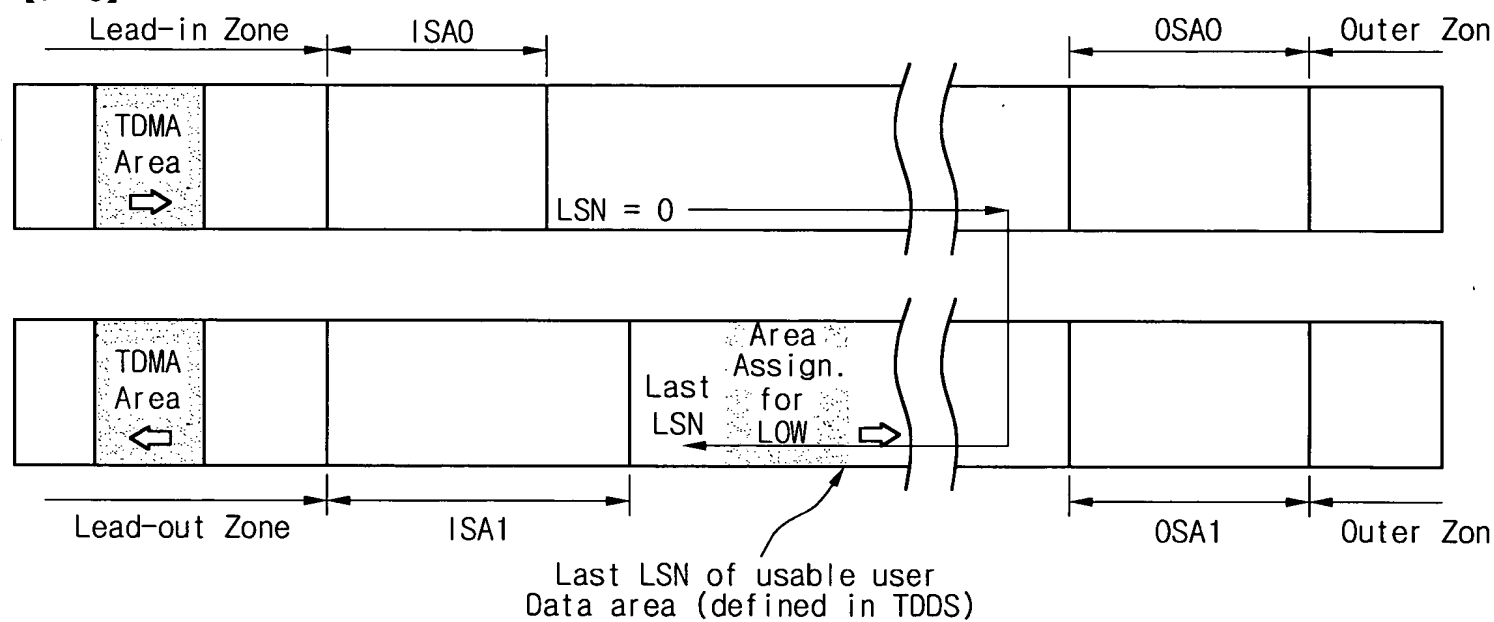 Lead-in Zone
ISA0
OSA0
Outer Zon
TDMA
Area
LSN = 0
TDMA
Area
Last
LSN
Area
Assign.
for
LOW
Lead-out Zone
ISA1
OSA1
Outer Zon
Last LSN of usable user
Data area (defined in TDDS)